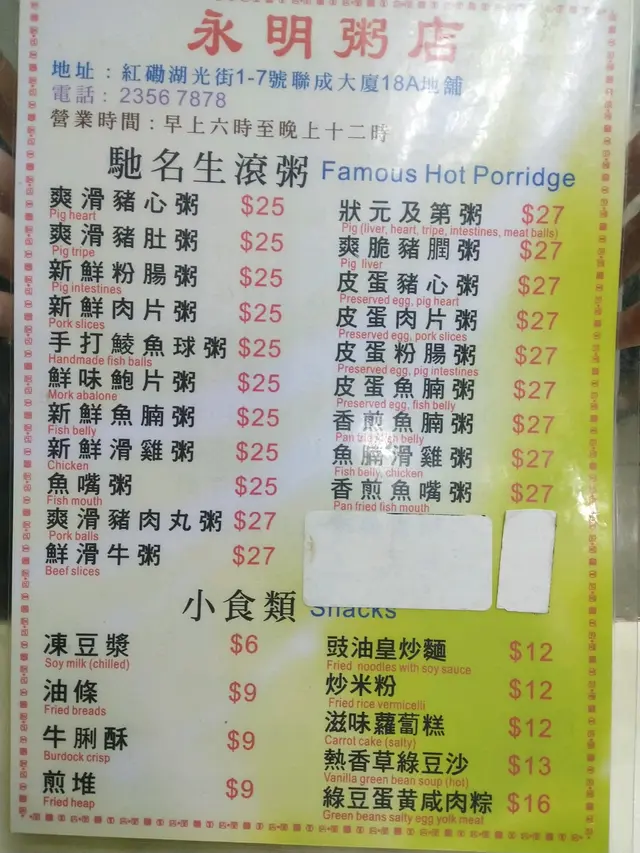 永明粥店
地址：紅磡湖光街1-7號聯成大廈18A地舖
電話：2356 7878
營業時間：早上六時至晚上十二時
馳名生滾粥 Famous Hot Porridge
爽滑豬心粥 $25
Pig heart
爽滑豬肚粥 $25
Pig tripe
新鮮粉腸粥 $25
Pig intestines
新鮮肉片粥 $25
Pork slices
手打鯪魚球粥 $25
Handmade fish balls
鮮味鮑片粥 $25
Mork abalone
新鮮魚腩粥 $25
Fish belly
新鮮滑雞粥 $25
Chicken
魚嘴粥 $25
Fish mouth
爽滑豬肉丸粥 $27
Pork balls
鮮滑牛粥 $27
Beef slices
狀元及第粥 $27
Pig (liver, heart, tripe, intestines, meat balls)
爽脆豬膶粥 $27
Pig liver
皮蛋豬心粥 $27
Preserved egg, pig heart
皮蛋肉片粥 $27
Preserved egg, pork slices
皮蛋粉腸粥 $27
Preserved egg, pig intestines
皮蛋魚腩粥 $27
Preserved egg, fish belly
香煎魚腩粥 $27
Pan fried fish belly
魚腩滑雞粥 $27
Fish belly, chicken
香煎魚嘴粥 $27
Pan fried fish mouth
小食類 Snacks
凍豆漿 $6
Soy milk (chilled)
油條 $9
Fried breads
牛脷酥 $9
Burdock crisp
煎堆 $9
Fried heap
豉油皇炒麵 $12
Fried noodles with soy sauce
炒米粉 $12
Fried rice vermicelli
滋味蘿蔔糕 $12
Carrot cake (salty)
熱香草綠豆沙 $13
Vanilla green bean soup (hot)
綠豆蛋黄咸肉粽 $16
Green beans salty egg yolk meat